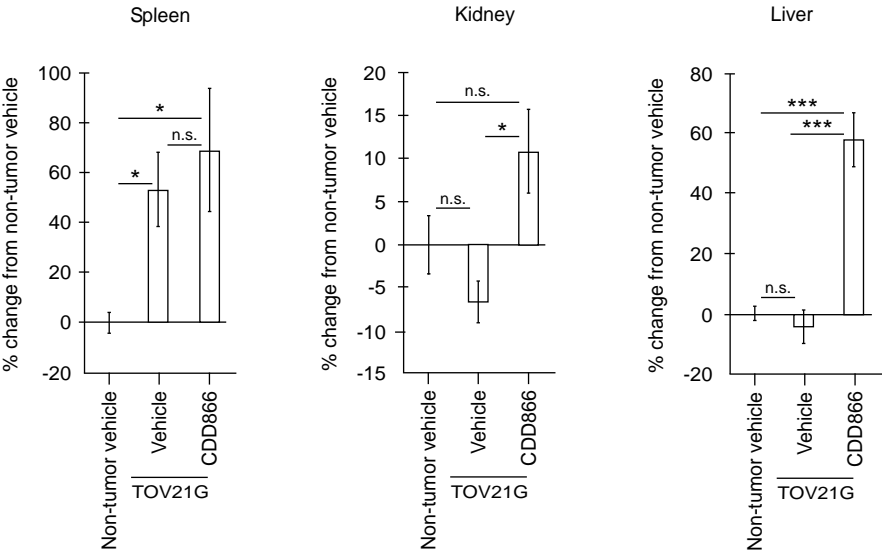 Spleen
% change from non-tumor vehicle
100
80
60
40
20
0
-20
*
n.s.
*
Non-tumor vehicle
Vehicle
CDD866
TOV21G
Kidney
% change from non-tumor vehicle
20
15
10
5
0
-5
-10
-15
n.s.
*
n.s.
Non-tumor vehicle
Vehicle
CDD866
TOV21G
Liver
% change from non-tumor vehicle
80
60
40
20
0
-20
***
***
n.s.
Non-tumor vehicle
Vehicle
CDD866
TOV21G